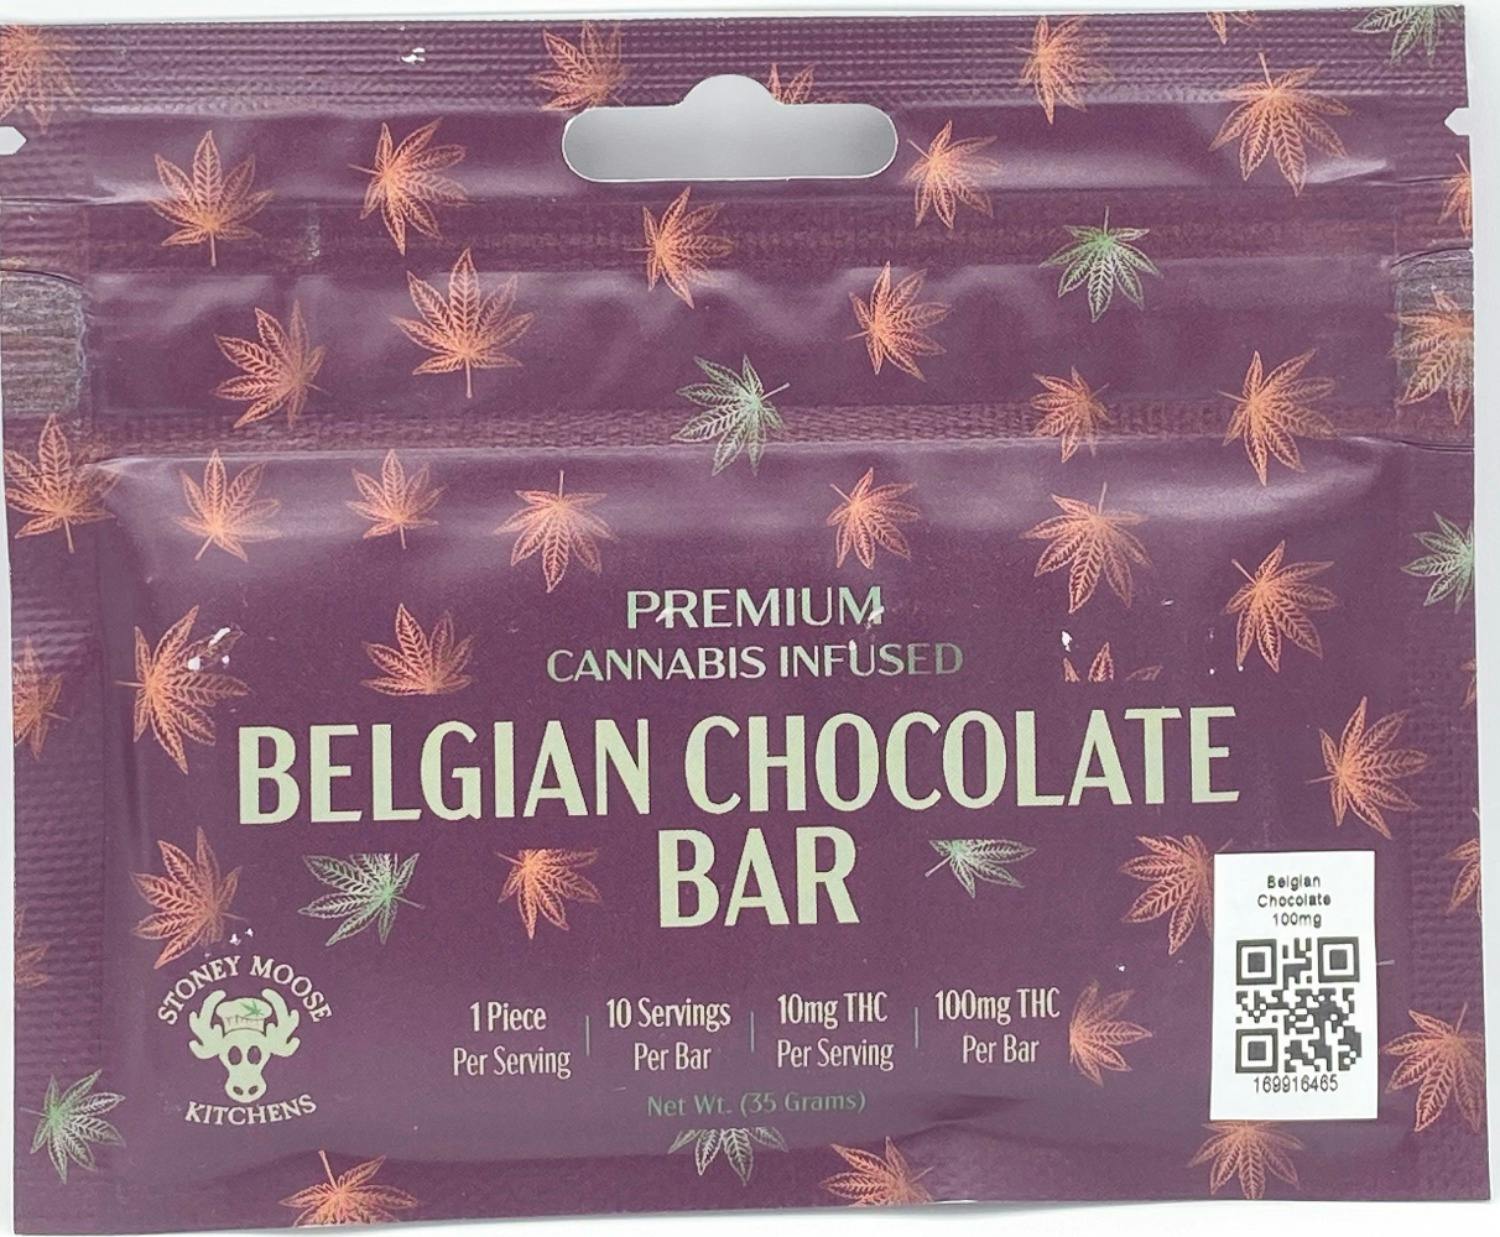 PREMIUM
CANNABIS INFUSED
BELGIAN CHOCOLATE
BAR
STONEY MOOSE
KITCHENS
1 Piece
Per Serving
10 Servings
Per Bar
10mg THC
Per Serving
100mg THC
Per Bar
Net Wt. (35 Grams)
Belgian
Chocolate
100mg
169916465